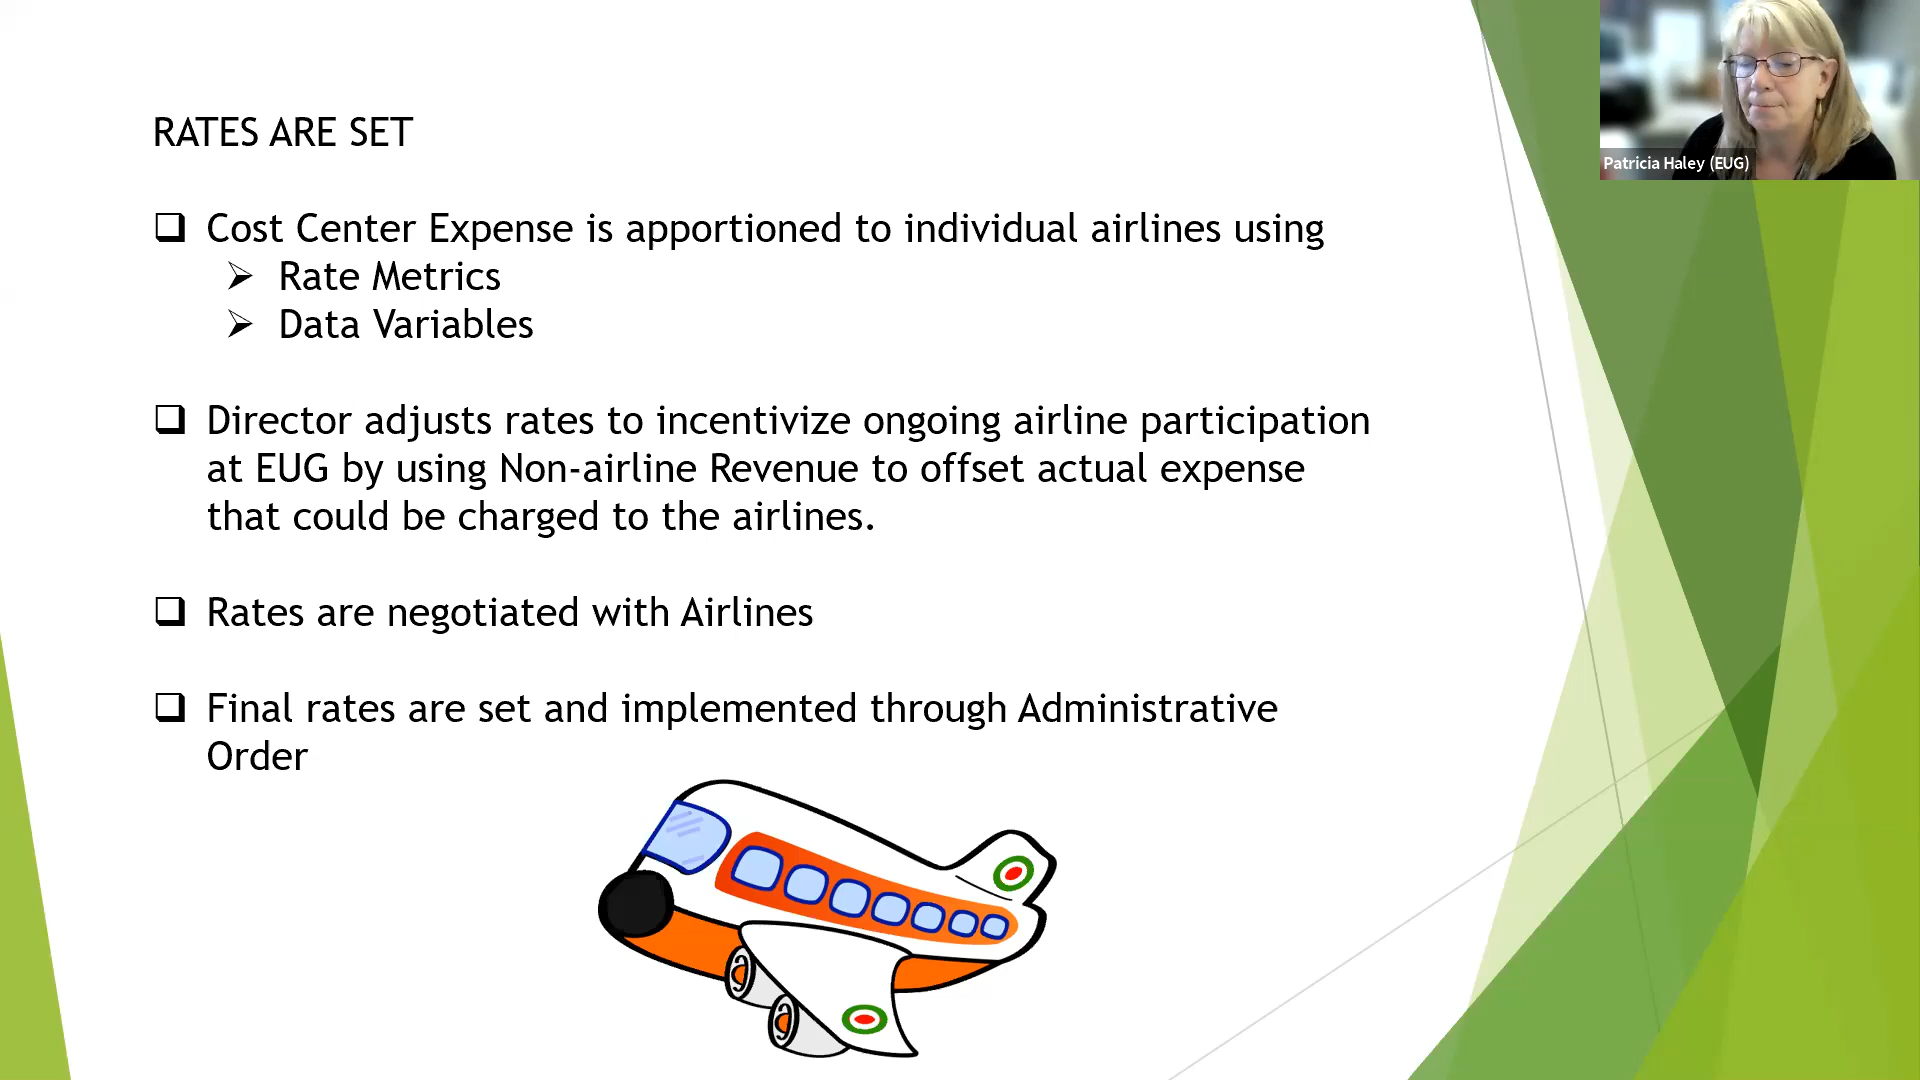 RATES ARE SET
Cost Center Expense is apportioned to individual airlines using
Rate Metrics
Data Variables
Director adjusts rates to incentivize ongoing airline participation
at EUG by using Non-airline Revenue to offset actual expense
that could be charged to the airlines.
Rates are negotiated with Airlines
Final rates are set and implemented through Administrative
Order
Patricia Haley (EUG)